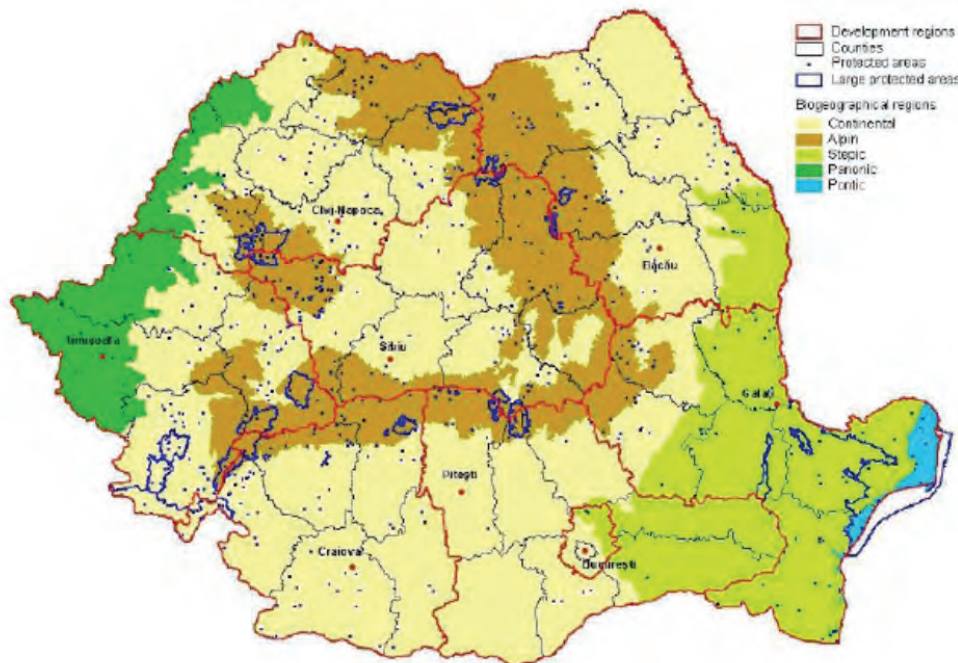 Development regions
Counties
Protected areas
Large protected areas
Biogeographical regions
Continental
Alpin
Stepic
Panonic
Pontic
Cluj-Napoca
Bacău
Timişoara
Sibiu
Galaţi
Piteşti
Craiova
Bucureşti